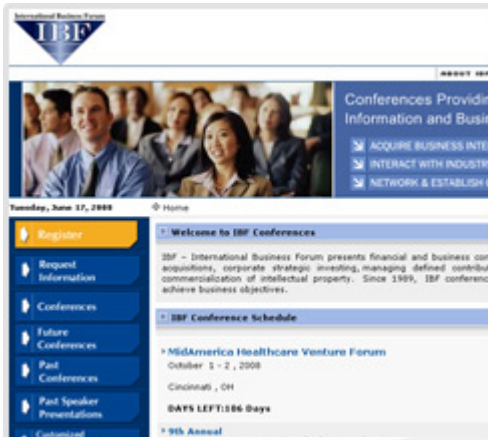 International Business Forum
IBF
ABOUT IBF
Conferences Providin
Information and Busi
ACQUIRE BUSINESS INTE
INTERACT WITH INDUSTR
NETWORK & ESTABLISH
Tuesday, June 17, 2008
Home
Register
Welcome to IBF Conferences
Request
Information
IBF - International Business Forum presents financial and business con
acquisitions, corporate strategic investing, managing defined contribut
commercialization of intellectual property. Since 1989, IBF conferenc
achieve business objectives.
Conferences
IBF Conference Schedule
Future
Conferences
MidAmerica Healthcare Venture Forum
October 1 - 2, 2008
Past
Conferences
Cincinnati , OH
Past Speaker
Presentations
DAYS LEFT:106 Days
9th Annual
Customized